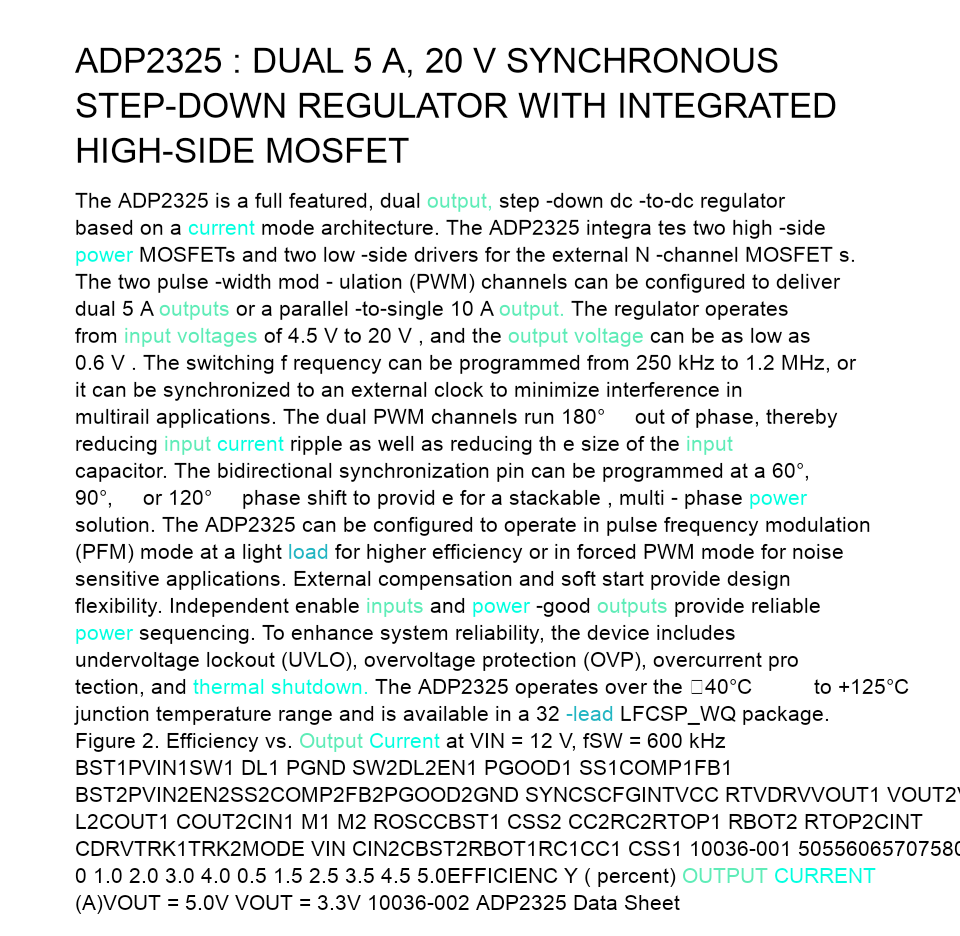 ADP2325 : DUAL 5 A, 20 V SYNCHRONOUS
STEP-DOWN REGULATOR WITH INTEGRATED
HIGH-SIDE MOSFET
The ADP2325 is a full featured, dual output, step -down dc -to-dc regulator
based on a current mode architecture. The ADP2325 integra tes two high -side
power MOSFETs and two low -side drivers for the external N -channel MOSFET s.
The two pulse -width mod - ulation (PWM) channels can be configured to deliver
dual 5 A outputs or a parallel -to-single 10 A output. The regulator operates
from input voltages of 4.5 V to 20 V , and the output voltage can be as low as
0.6 V . The switching f requency can be programmed from 250 kHz to 1.2 MHz, or
it can be synchronized to an external clock to minimize interference in
multirail applications. The dual PWM channels run 180° out of phase, thereby
reducing input current ripple as well as reducing th e size of the input
capacitor. The bidirectional synchronization pin can be programmed at a 60°,
90°, or 120° phase shift to provid e for a stackable , multi - phase power
solution. The ADP2325 can be configured to operate in pulse frequency modulation
(PFM) mode at a light load for higher efficiency or in forced PWM mode for noise
sensitive applications. External compensation and soft start provide design
flexibility. Independent enable inputs and power -good outputs provide reliable
power sequencing. To enhance system reliability, the device includes
undervoltage lockout (UVLO), overvoltage protection (OVP), overcurrent pro
tection, and thermal shutdown. The ADP2325 operates over the 40°C to +125°C
junction temperature range and is available in a 32 -lead LFCSP_WQ package.
Figure 2. Efficiency vs. Output Current at VIN = 12 V, fSW = 600 kHz
BST1PVIN1SW1 DL1 PGND SW2DL2EN1 PGOOD1 SS1COMP1FB1
BST2PVIN2EN2SS2COMP2FB2PGOOD2GND SYNCSCFGINTVCC RTVDRVVOUT1 VOUT2V
L2COUT1 COUT2CIN1 M1 M2 ROSCCBST1 CSS2 CC2RC2RTOP1 RBOT2 RTOP2CINT
CDRVTRK1TRK2MODE VIN CIN2CBST2RBOT1RC1CC1 CSS1 10036-001 50556065707580
0 1.0 2.0 3.0 4.0 0.5 1.5 2.5 3.5 4.5 5.0EFFICIENC Y ( percent) OUTPUT CURRENT
(A)VOUT = 5.0V VOUT = 3.3V 10036-002 ADP2325 Data Sheet